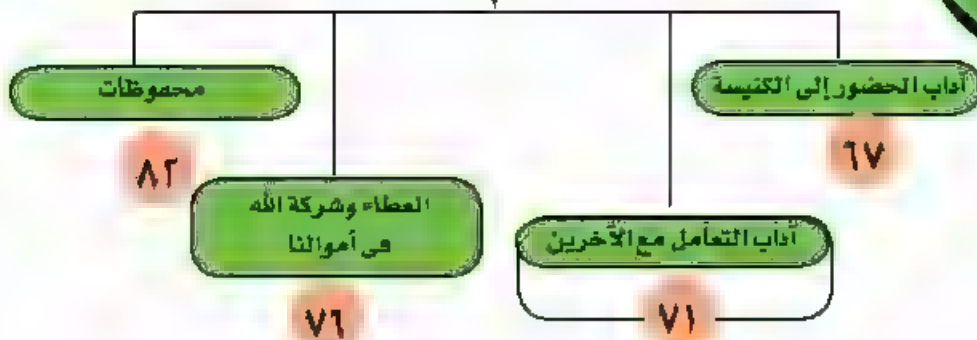 آداب الحضور إلى الكنيسة
٦٧
آداب التعامل مع الآخرين
٧١
العطاء وشركة الله
في أموالنا
٧٦
محفوظات
٨٢